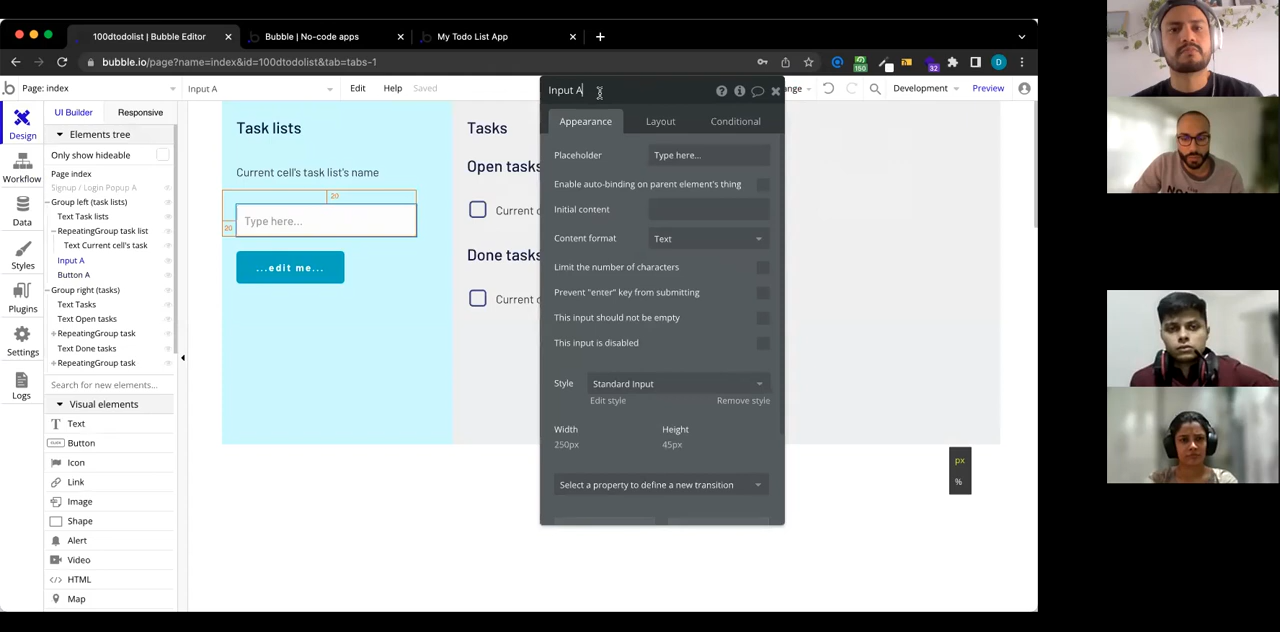 100dtodolist | Bubble Editor
Bubble | No-code apps
My Todo List App
bubble.io/page?name=index&id=100dtodolist&tab=tabs-1
150
32
D
Page: index
Input A
Edit
Help
Saved
ange
Development
Preview
Design
Workflow
Data
Styles
Plugins
Settings
Logs
UI Builder
Responsive
Elements tree
Only show hideable
Page index
Signup / Login Popup A
Group left (task lists)
Text Task lists
RepeatingGroup task list
Text Current cell's task
Input A
Button A
Group right (tasks)
Text Tasks
Text Open tasks
RepeatingGroup task
Text Done tasks
RepeatingGroup task
Search for new elements...
Visual elements
Text
Button
Icon
Link
Image
Shape
Alert
Video
HTML
Map
Task lists
Current cell's task list's name
20
20
Type here...
...edit me...
Tasks
Open tasks
Current c
Done tasks
Current c
Input A
Appearance
Layout
Conditional
Placeholder
Type here...
Enable auto-binding on parent element's thing
Initial content
Content format
Text
Limit the number of characters
Prevent "enter" key from submitting
This input should not be empty
This input is disabled
Style
Standard Input
Edit style
Remove style
Width
Height
250px
45px
Select a property to define a new transition
px
%